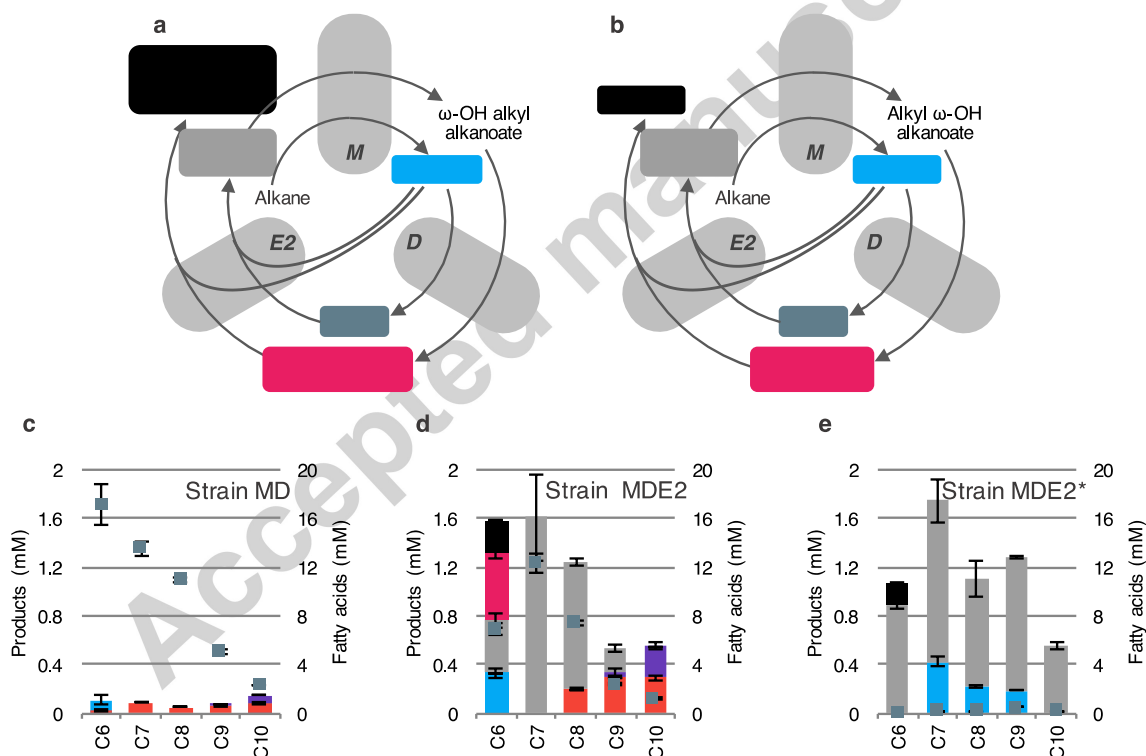 a
b
ω-OH alkyl
alkanoate
Alkyl ω-OH
alkanoate
M
M
Alkane
Alkane
E2
D
E2
D
Accepted manus
c
d
e
2
20
2
20
2
20
Strain MD
Strain MDE2
Strain MDE2*
1.6
16
1.6
16
1.6
16
1.2
12
1.2
12
1.2
12
0.8
8
0.8
8
0.8
8
0.4
4
0.4
4
0.4
4
0
0
0
0
0
0
Products (mM)
Fatty acids (mM)
Products (mM)
Fatty acids (mM)
Products (mM)
Fatty acids (mM)
C6
C7
C8
C9
C10
C6
C7
C8
C9
C10
C6
C7
C8
C9
C10